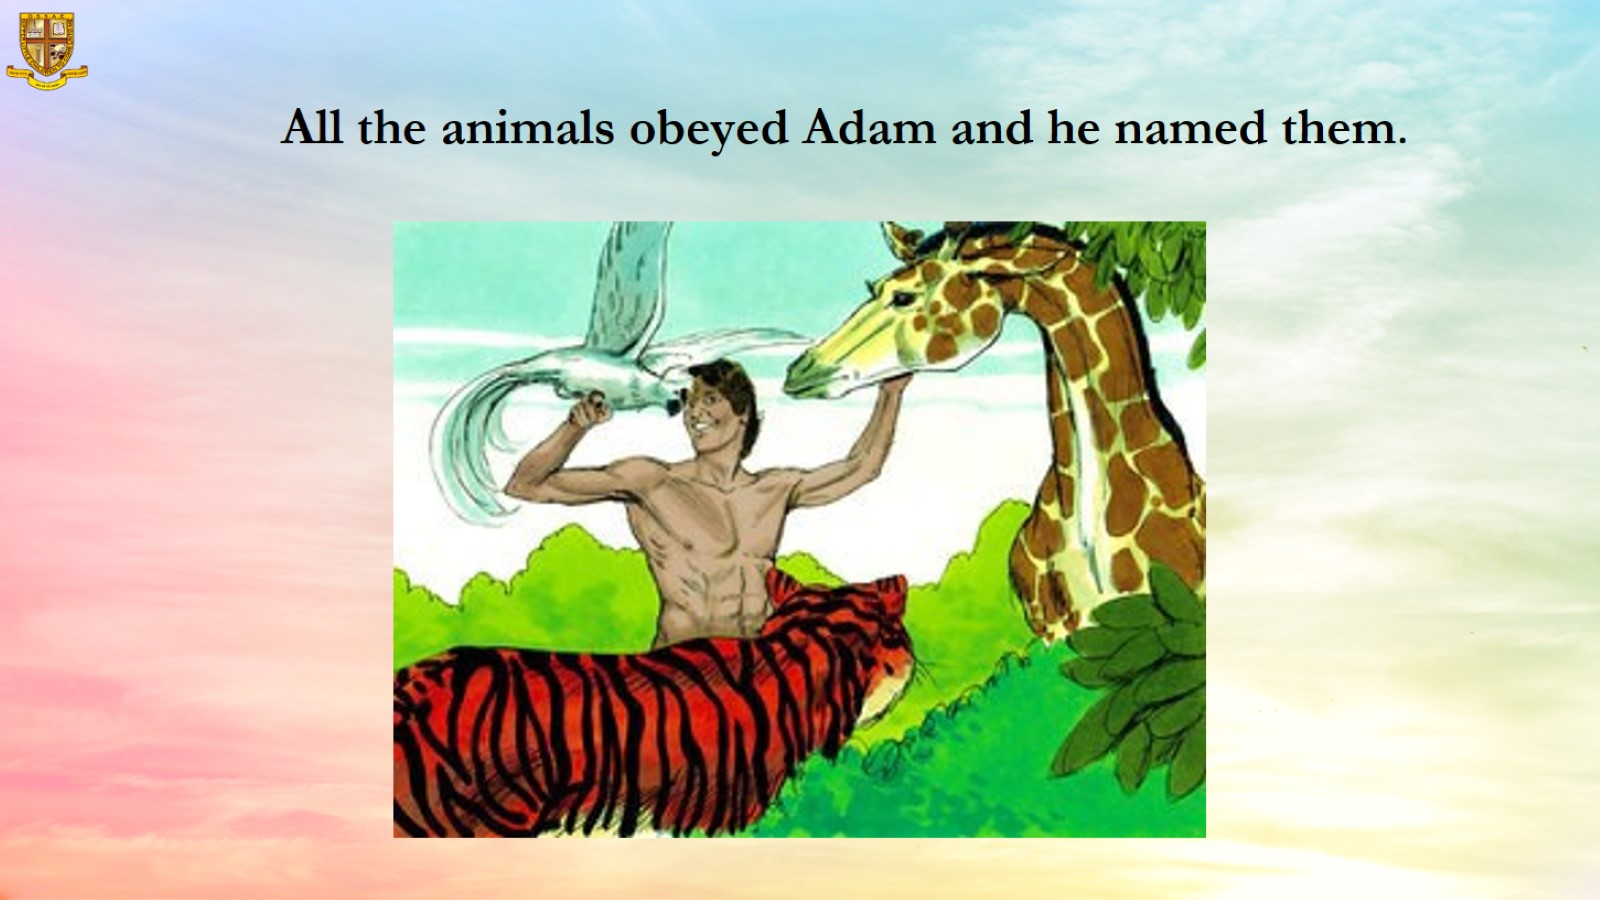 O.S.S.A.E
All the animals obeyed Adam and he named them.